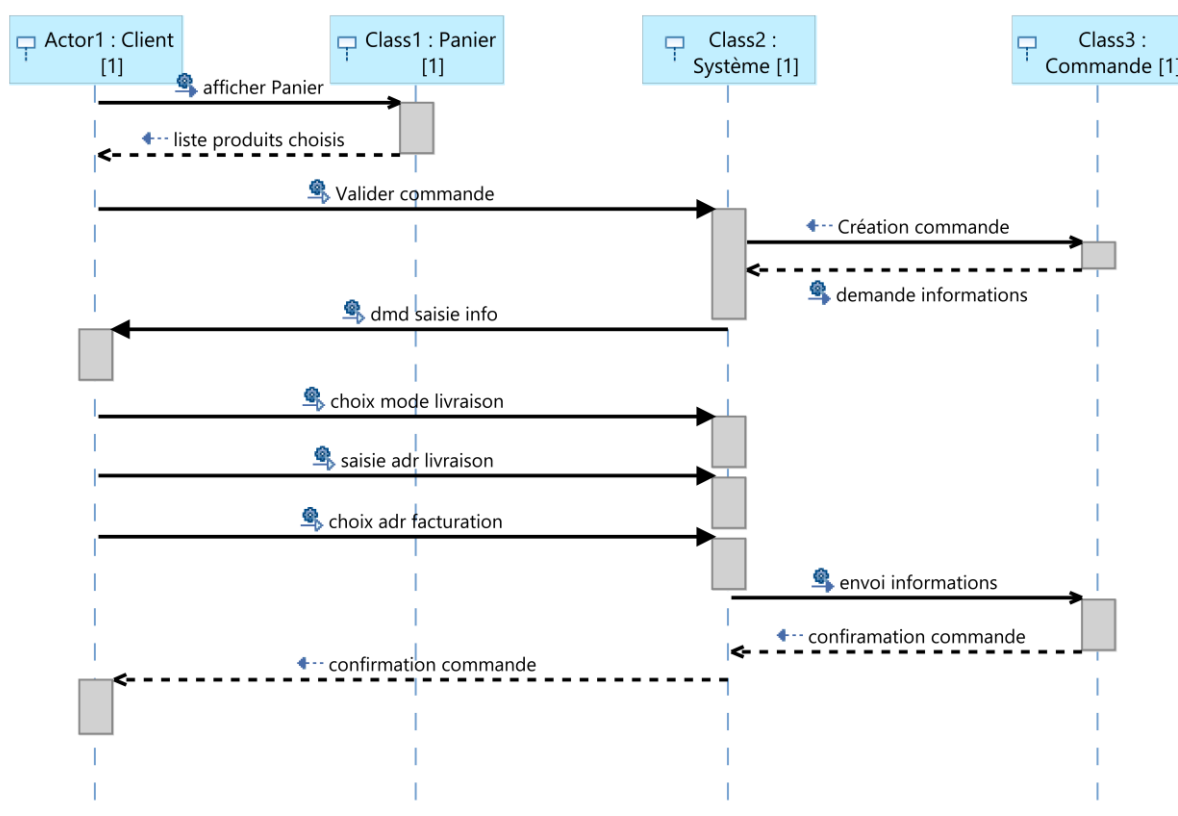 Actor1 : Client
[1]
Class1 : Panier
[1]
Class2 :
Système [1]
Class3 :
Commande [1]
afficher Panier
liste produits choisis
Valider commande
Création commande
demande informations
dmd saisie info
choix mode livraison
saisie adr livraison
choix adr facturation
envoi informations
confiramation commande
confirmation commande